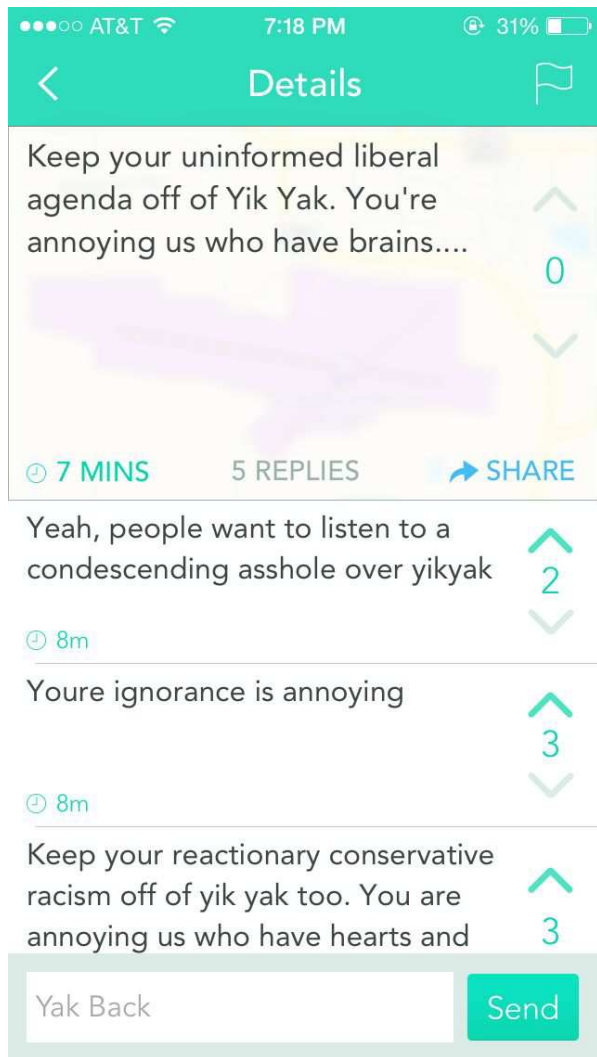 AT&T 7:18 PM 31%
Details
Keep your uninformed liberal
agenda off of Yik Yak. You're
annoying us who have brains....
0
7 MINS 5 REPLIES SHARE
Yeah, people want to listen to a
condescending asshole over yikyak
2
8m
Youre ignorance is annoying
3
8m
Keep your reactionary conservative
racism off of yik yak too. You are
annoying us who have hearts and
3
Yak Back Send